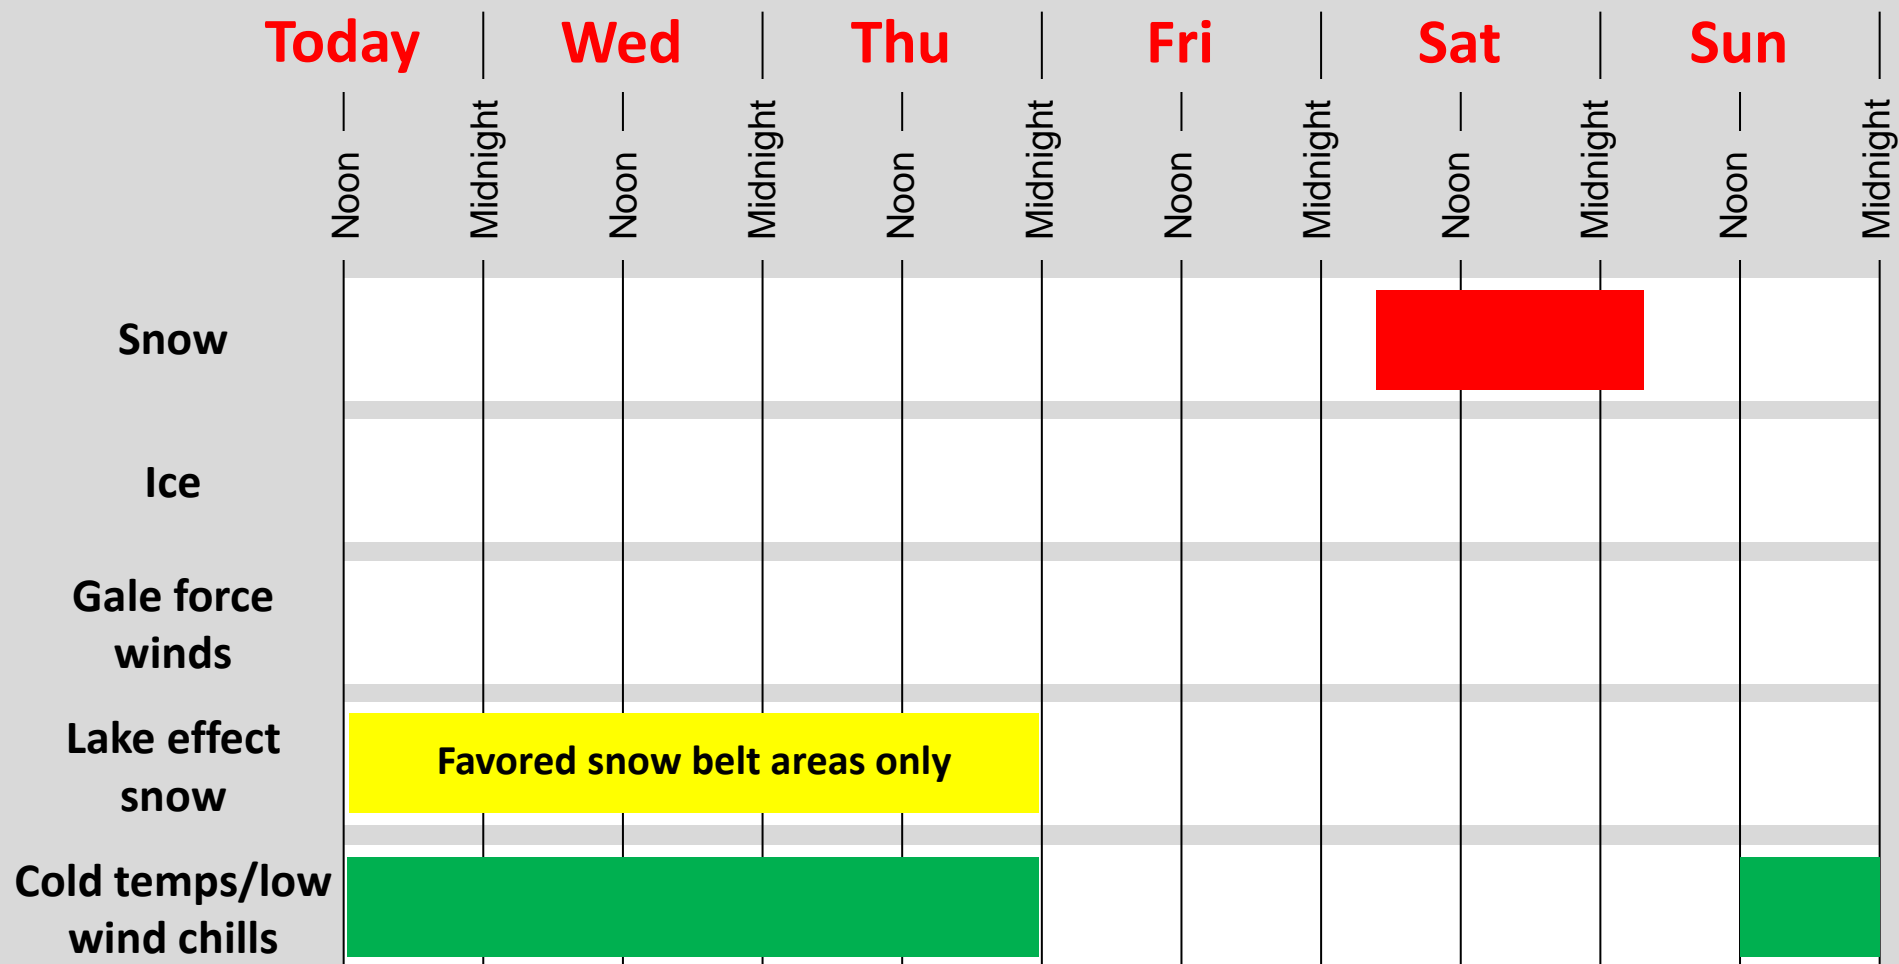 Today Wed Thu Fri Sat Sun
Noon Midnight Noon Midnight Noon Midnight Noon Midnight Noon Midnight Noon Midnight
Snow
Ice
Gale force
winds
Lake effect
snow
Favored snow belt areas only
Cold temps/low
wind chills